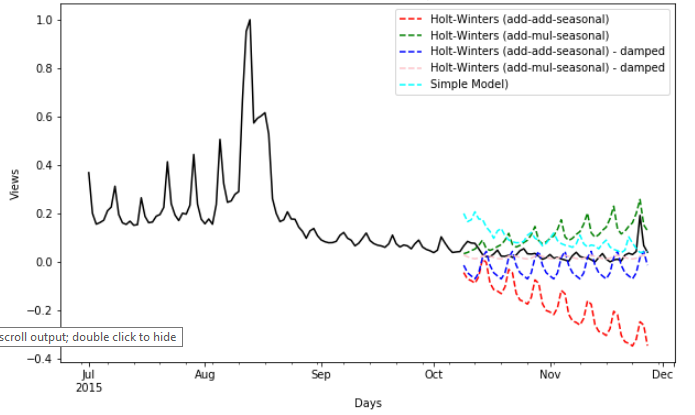 1.0
0.8
0.6
0.4
0.2
0.0
−0.2
−0.4
Views
Holt-Winters (add-add-seasonal)
Holt-Winters (add-mul-seasonal)
Holt-Winters (add-add-seasonal) - damped
Holt-Winters (add-mul-seasonal) - damped
Simple Model)
scroll output; double click to hide
Jul
2015
Aug
Sep
Oct
Nov
Dec
Days